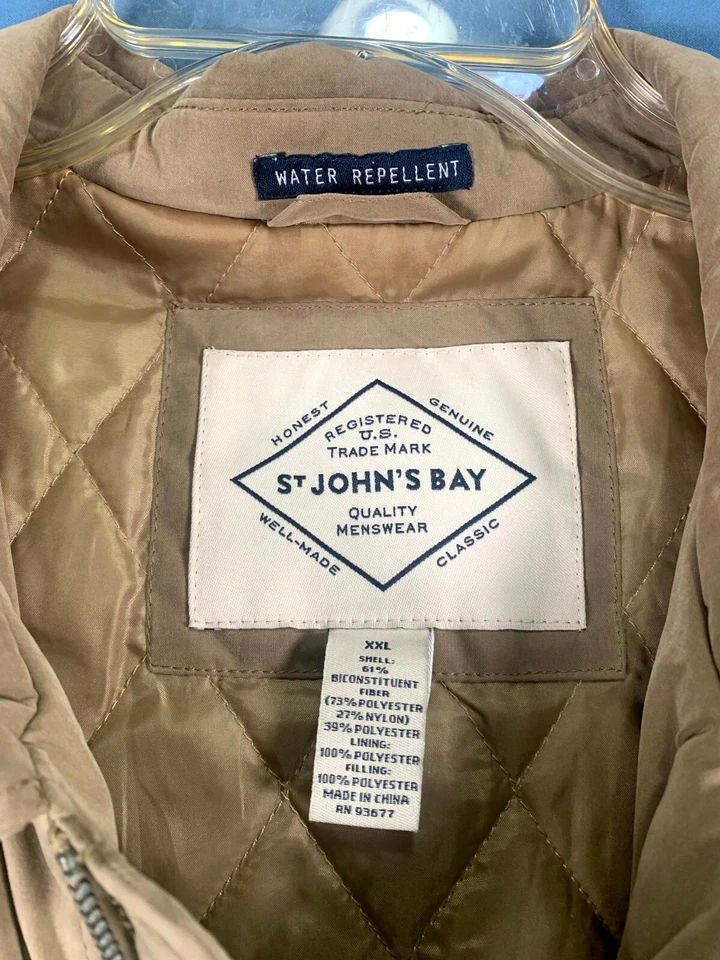 WATER REPELLENT
HONEST
GENUINE
REGISTERED
U.S.
TRADE MARK
ST JOHN'S BAY
QUALITY
MENSWEAR
WELL-MADE
CLASSIC
XXL
SHELL:
61%
BICONSTITUENT
FIBER
(73% POLYESTER
27% NYLON)
39% POLYESTER
LINING:
100% POLYESTER
FILLING:
100% POLYESTER
MADE IN CHINA
RN 93677